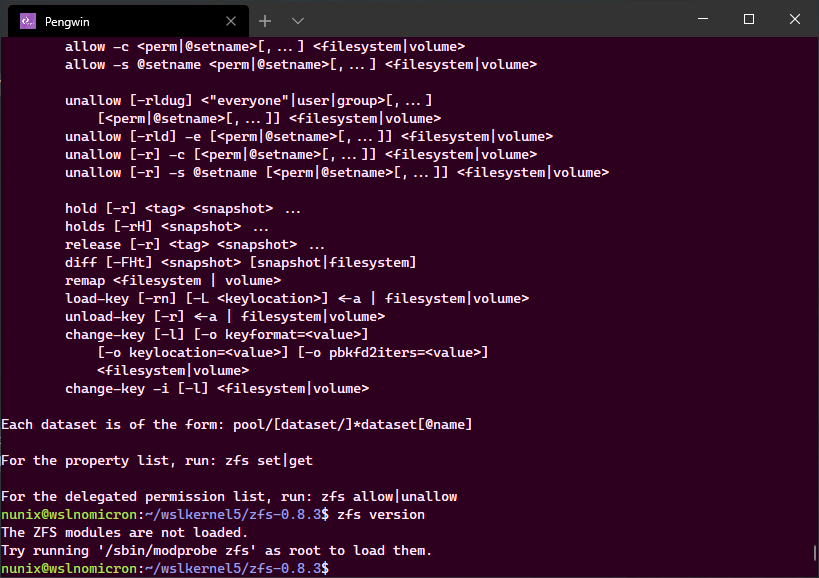 Pengwin
allow -c <perm|@setname>[,...] <filesystem|volume>
allow -s @setname <perm|@setname>[,...] <filesystem|volume>
unallow [-rldug] <"everyone"|user|group>[,...]
[<perm|@setname>[,...]] <filesystem|volume>
unallow [-rld] -e [<perm|@setname>[,...]] <filesystem|volume>
unallow [-r] -c [<perm|@setname>[,...]] <filesystem|volume>
unallow [-r] -s @setname [<perm|@setname>[,...]] <filesystem|volume>
hold [-r] <tag> <snapshot> ...
holds [-rH] <snapshot> ...
release [-r] <tag> <snapshot> ...
diff [-FHt] <snapshot> [snapshot|filesystem]
remap <filesystem | volume>
load-key [-rn] [-L <keylocation>] <-a | filesystem|volume>
unload-key [-r] <-a | filesystem|volume>
change-key [-l] [-o keyformat=<value>]
[-o keylocation=<value>] [-o pbkfd2iters=<value>]
<filesystem|volume>
change-key -i [-l] <filesystem|volume>
Each dataset is of the form: pool/[dataset/]*dataset[@name]
For the property list, run: zfs set|get
For the delegated permission list, run: zfs allow|unallow
nunix@wslnomicron:~/wslkernel5/zfs-0.8.3$ zfs version
The ZFS modules are not loaded.
Try running '/sbin/modprobe zfs' as root to load them.
nunix@wslnomicron:~/wslkernel5/zfs-0.8.3$